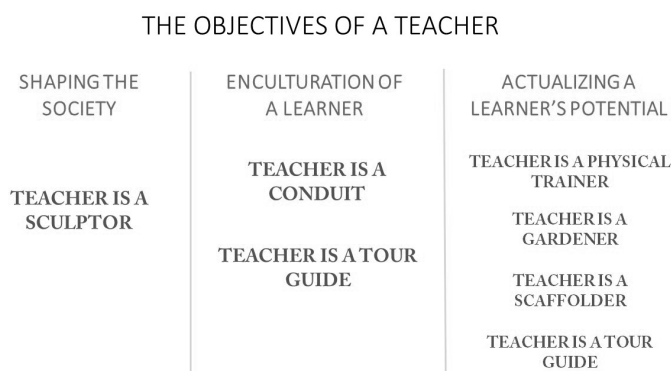 THE OBJECTIVES OF A TEACHER
SHAPING THE
SOCIETY
TEACHER IS A
SCULPTOR
ENCULTURATION OF
A LEARNER
TEACHER IS A
CONDUIT
TEACHER IS A TOUR
GUIDE
ACTUALIZING A
LEARNER'S POTENTIAL
TEACHER IS A PHYSICAL
TRAINER
TEACHER IS A
GARDENER
TEACHER IS A
SCAFFOLDER
TEACHER IS A TOUR
GUIDE